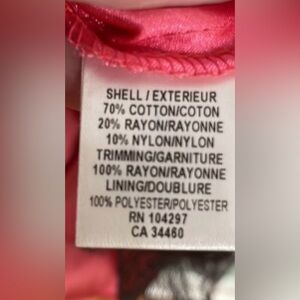 SHELL / EXTERIEUR
70% COTTON/COTON
20% RAYON/RAYONNE
10% NYLON/NYLON
TRIMMING/GARNITURE
100% RAYON/RAYONNE
LINING/DOUBLURE
100% POLYESTER/POLYESTER
RN 104297
CA 34460